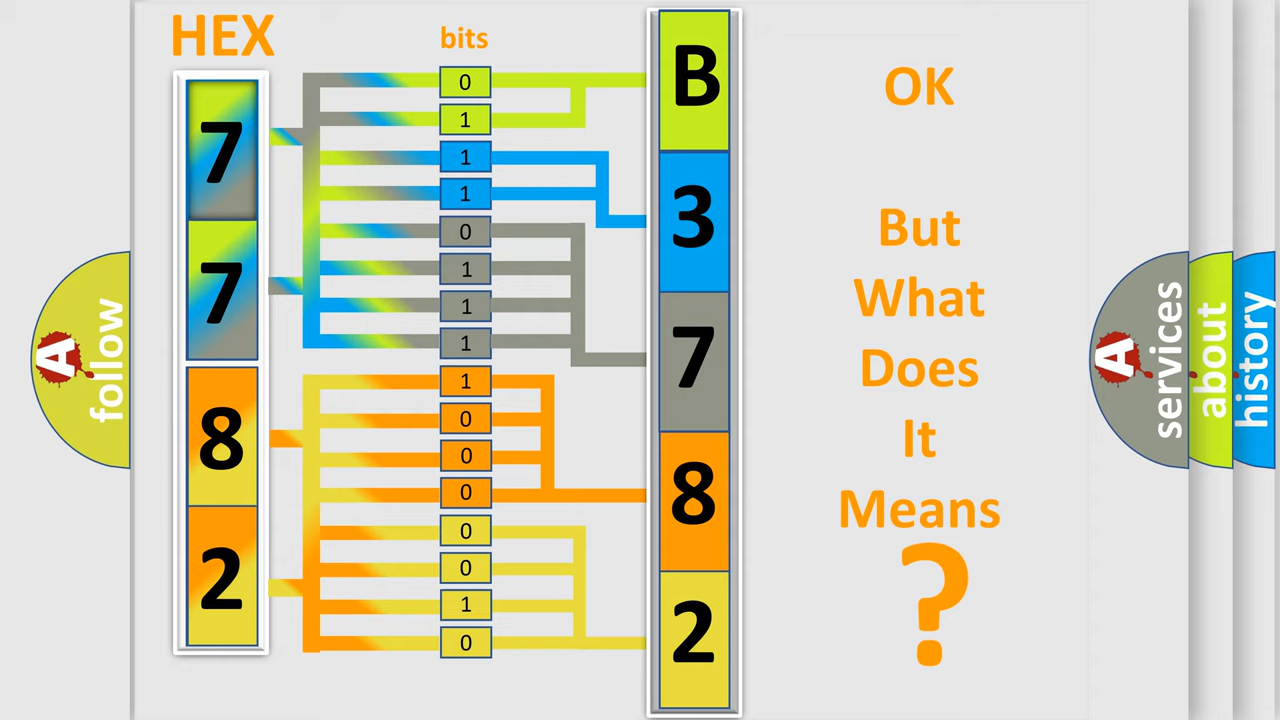 HEX
bits
7
7
8
2
0
1
1
1
0
1
1
1
1
0
0
0
0
0
1
0
B
3
7
8
2
OK
But
What
Does
It
Means
?
A
follow
A
services
about
history